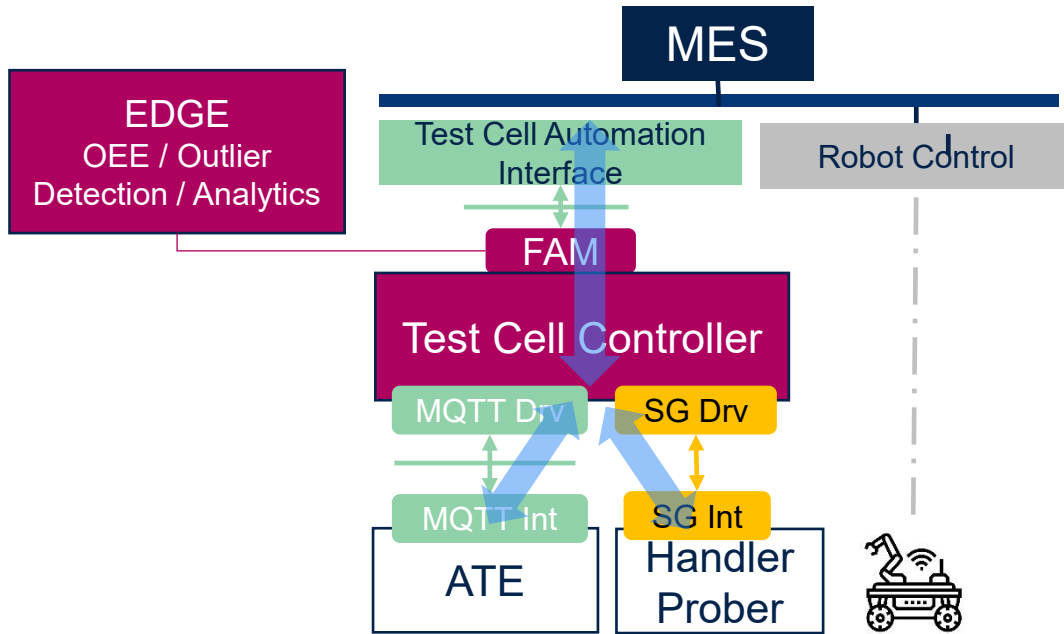 MES
EDGE
OEE / Outlier
Detection / Analytics
Test Cell Automation
Interface
Robot Control
FAM
Test Cell Controller
MQTT Drv
SG Drv
MQTT Int
SG Int
ATE
Handler
Prober